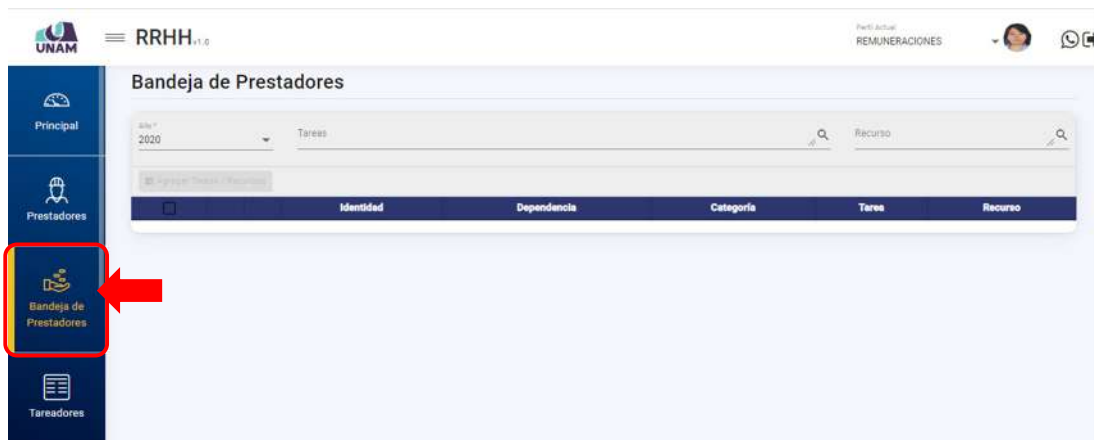 UNAM
RRHH v1.0
Perfil Actual
REMUNERACIONES
Bandeja de Prestadores
Principal
Año *
2020
Tareas
Recurso
Agregar Tareas / Recursos
Identidad Dependencia Categoría Tarea Recurso
Prestadores
Bandeja de
Prestadores
Tareadores